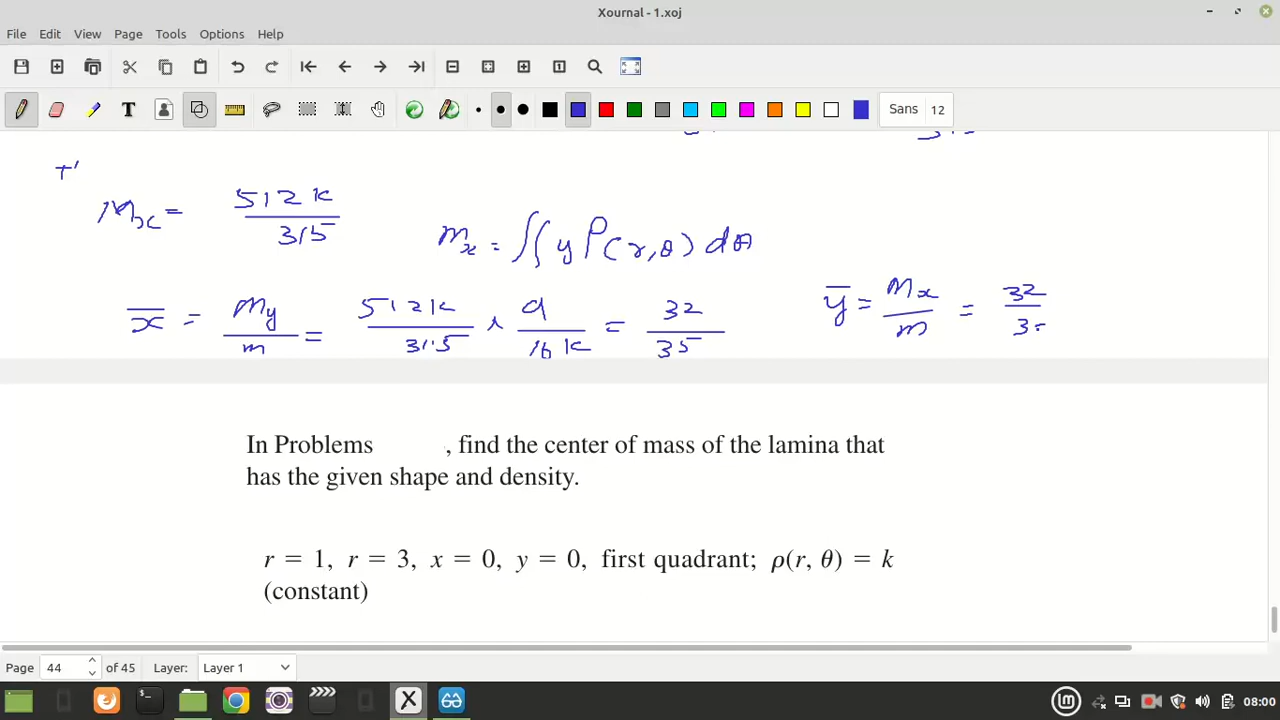 Xournal - 1.xoj
File Edit View Page Tools Options Help
Sans 12
Mx = 512k / 315
mx = ∫∫ y ρ(r,θ) dθ
x̄ = My / m = 512k / 315 × 9 / 16k = 32 / 35
ȳ = Mx / m = 32 / 3
In Problems , find the center of mass of the lamina that
has the given shape and density.
r = 1, r = 3, x = 0, y = 0, first quadrant; ρ(r, θ) = k
(constant)
Page 44 of 45 Layer: Layer 1
08:00